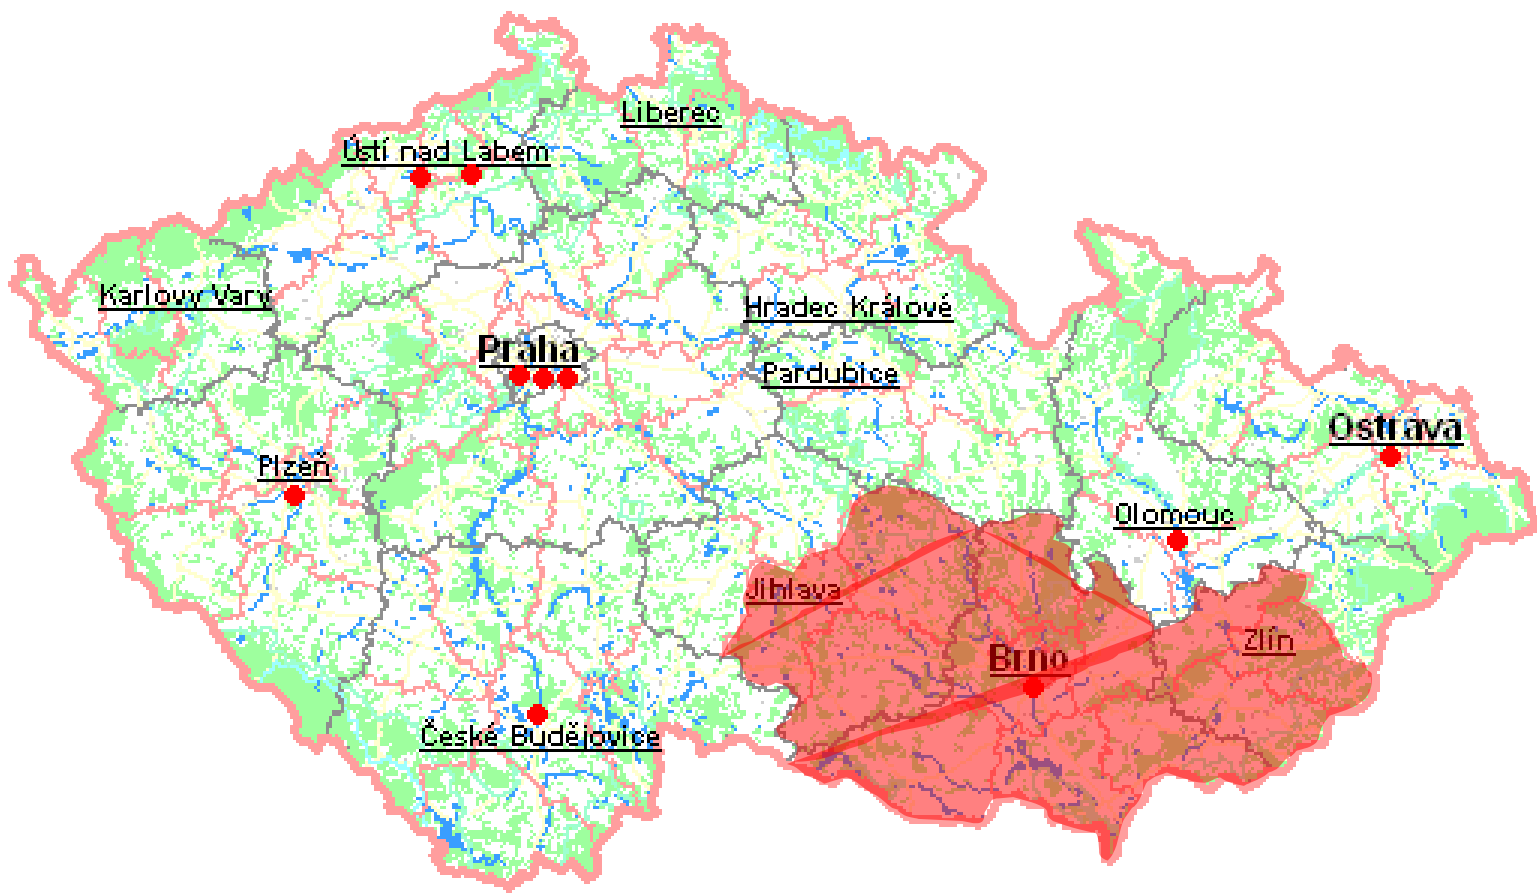 Liberec
Ústí nad Labem
Karlovy Vary
Hradec Králové
Praha
Pardubice
Ostrava
Plzeň
Olomouc
Jihlava
Zlín
Brno
České Budějovice